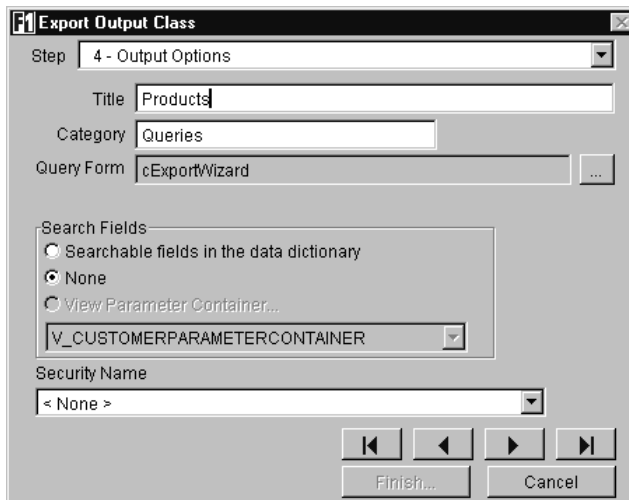 F1 Export Output Class
Step 4 - Output Options
Title Products
Category Queries
Query Form cExportWizard ...
Search Fields
Searchable fields in the data dictionary
None
View Parameter Container...
V_CUSTOMERPARAMETERCONTAINER
Security Name
< None >
Finish... Cancel